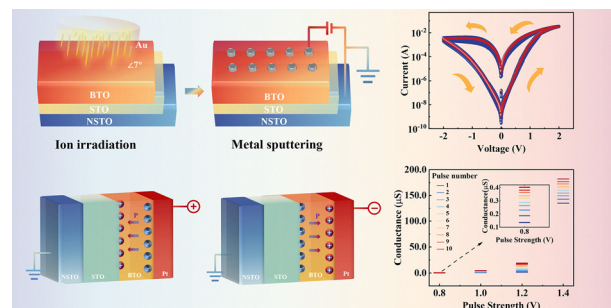 Au
∠7°
BTO
STO
NSTO
BTO
STO
NSTO
Ion irradiation
Metal sputtering
NSTO
STO
P
BTO
Pt
NSTO
STO
P
BTO
Pt
Current (A)
10⁻²
10⁻⁴
10⁻⁶
10⁻⁸
10⁻¹⁰
-2
-1
0
1
2
Voltage (V)
Conductance (μS)
200.0
150.0
100.0
50.0
0.0
Pulse number
1
2
3
4
5
6
7
8
9
10
Conductance(μS)
0.4
0.3
0.2
0.1
0.8
Pulse Strength (V)
0.8
1.0
1.2
1.4
Pulse Strength (V)